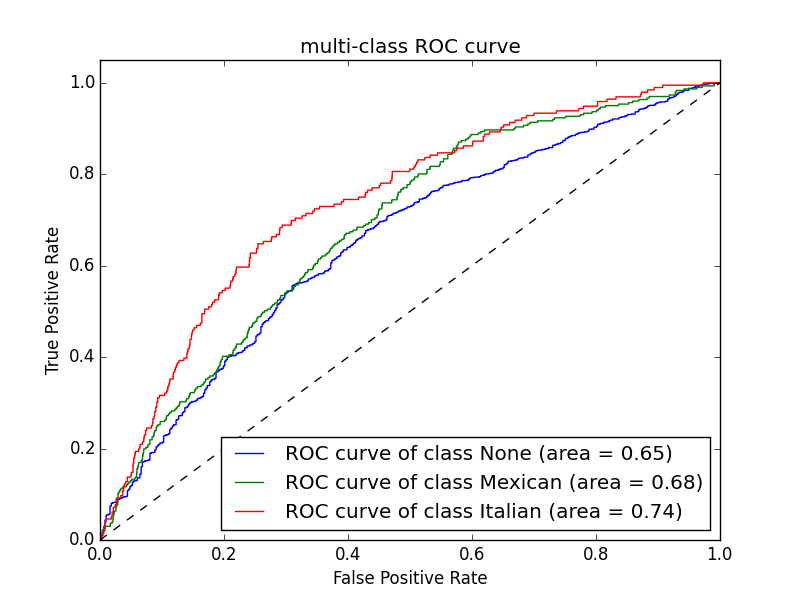 multi-class ROC curve
True Positive Rate
1.0
0.8
0.6
0.4
0.2
0.0
ROC curve of class None (area = 0.65)
ROC curve of class Mexican (area = 0.68)
ROC curve of class Italian (area = 0.74)
0.0 0.2 0.4 0.6 0.8 1.0
False Positive Rate